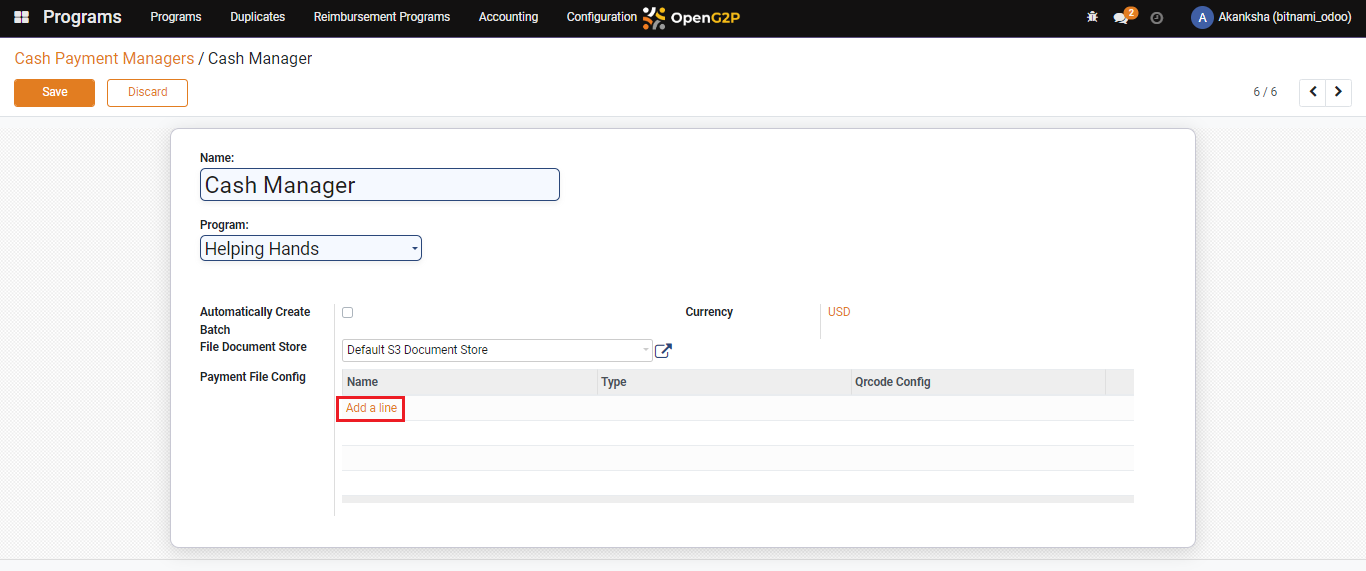 Programs Programs Duplicates Reimbursement Programs Accounting Configuration OpenG2P 2 A Akanksha (bitnami_odoo)
Cash Payment Managers / Cash Manager
Save Discard 6 / 6
Name:
Cash Manager
Program:
Helping Hands
Automatically Create Batch
Currency USD
File Document Store Default S3 Document Store
Payment File Config Name Type Qrcode Config
Add a line